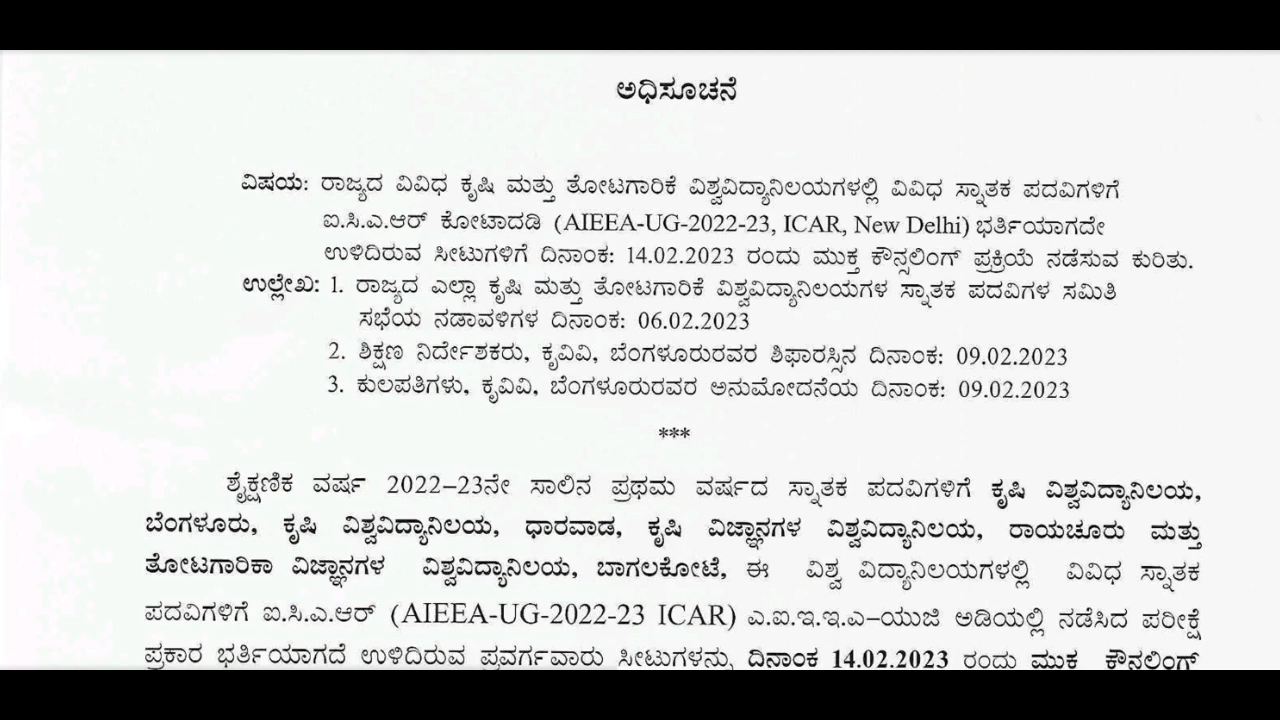 ಅಧಿಸೂಚನೆ
ವಿಷಯ: ರಾಜ್ಯದ ವಿವಿಧ ಕೃಷಿ ಮತ್ತು ತೋಟಗಾರಿಕೆ ವಿಶ್ವವಿದ್ಯಾನಿಲಯಗಳಲ್ಲಿ ವಿವಿಧ ಸ್ನಾತಕ ಪದವಿಗಳಿಗೆ
ಐ.ಸಿ.ಎ.ಆರ್ ಕೋಟಾದಡಿ (AIEEA-UG-2022-23, ICAR, New Delhi) ಭರ್ತಿಯಾಗದೇ
ಉಳಿದಿರುವ ಸೀಟುಗಳಿಗೆ ದಿನಾಂಕ: 14.02.2023 ರಂದು ಮುಕ್ತ ಕೌನ್ಸಲಿಂಗ್ ಪ್ರಕ್ರಿಯೆ ನಡೆಸುವ ಕುರಿತು.
ಉಲ್ಲೇಖ: 1. ರಾಜ್ಯದ ಎಲ್ಲಾ ಕೃಷಿ ಮತ್ತು ತೋಟಗಾರಿಕೆ ವಿಶ್ವವಿದ್ಯಾನಿಲಯಗಳ ಸ್ನಾತಕ ಪದವಿಗಳ ಸಮಿತಿ
ಸಭೆಯ ನಡಾವಳಿಗಳ ದಿನಾಂಕ: 06.02.2023
2. ಶಿಕ್ಷಣ ನಿರ್ದೇಶಕರು, ಕೃವಿವಿ, ಬೆಂಗಳೂರುರವರ ಶಿಫಾರಸ್ಸಿನ ದಿನಾಂಕ: 09.02.2023
3. ಕುಲಪತಿಗಳು, ಕೃವಿವಿ, ಬೆಂಗಳೂರುರವರ ಅನುಮೋದನೆಯ ದಿನಾಂಕ: 09.02.2023
***
ಶೈಕ್ಷಣಿಕ ವರ್ಷ 2022–23ನೇ ಸಾಲಿನ ಪ್ರಥಮ ವರ್ಷದ ಸ್ನಾತಕ ಪದವಿಗಳಿಗೆ ಕೃಷಿ ವಿಶ್ವವಿದ್ಯಾನಿಲಯ,
ಬೆಂಗಳೂರು, ಕೃಷಿ ವಿಶ್ವವಿದ್ಯಾನಿಲಯ, ಧಾರವಾಡ, ಕೃಷಿ ವಿಜ್ಞಾನಗಳ ವಿಶ್ವವಿದ್ಯಾನಿಲಯ, ರಾಯಚೂರು ಮತ್ತು
ತೋಟಗಾರಿಕಾ ವಿಜ್ಞಾನಗಳ ವಿಶ್ವವಿದ್ಯಾನಿಲಯ, ಬಾಗಲಕೋಟೆ, ಈ ವಿಶ್ವ ವಿದ್ಯಾನಿಲಯಗಳಲ್ಲಿ ವಿವಿಧ ಸ್ನಾತಕ
ಪದವಿಗಳಿಗೆ ಐ.ಸಿ.ಎ.ಆರ್ (AIEEA-UG-2022-23 ICAR) ಎ.ಐ.ಇ.ಇ.ಎ–ಯುಜಿ ಅಡಿಯಲ್ಲಿ ನಡೆಸಿದ ಪರೀಕ್ಷೆ
ಪ್ರಕಾರ ಭರ್ತಿಯಾಗದೆ ಉಳಿದಿರುವ ಪ್ರವರ್ಗವಾರು ಸೀಟುಗಳನ್ನು ದಿನಾಂಕ 14.02.2023 ರಂದು ಮುಕ್ತ ಕೌನ್ಸಲಿಂಗ್